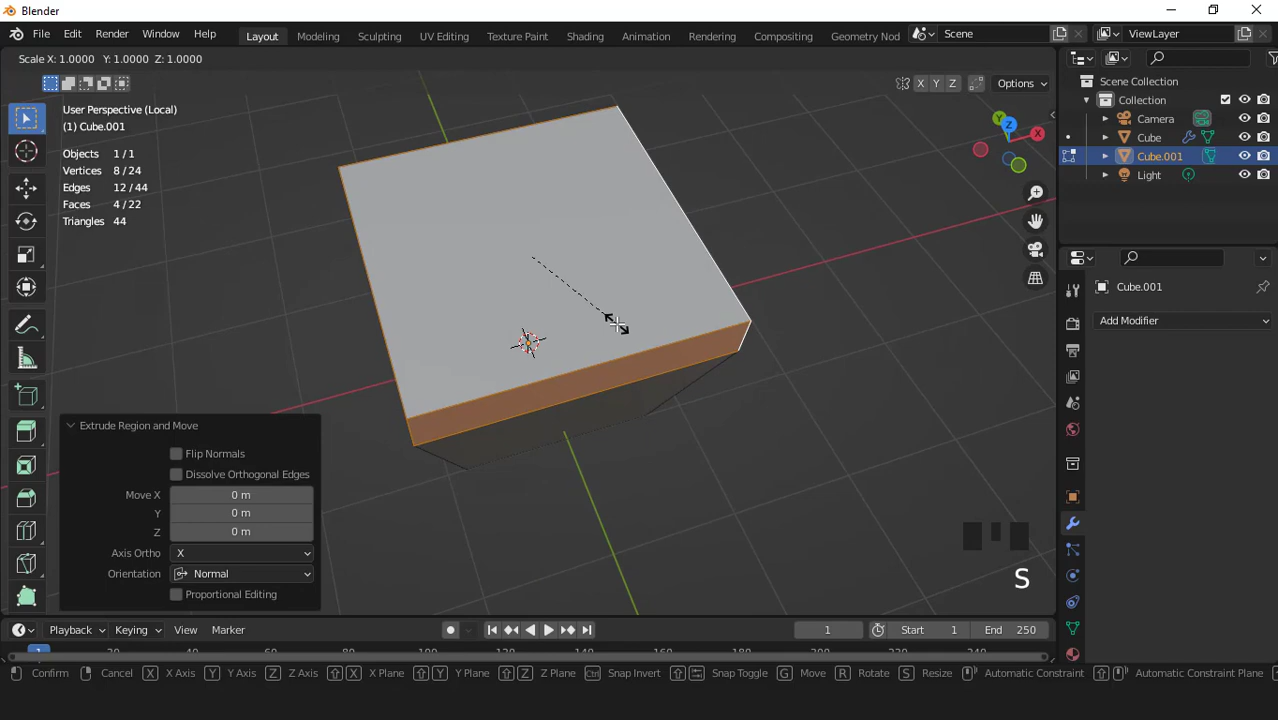 Blender
File Edit Render Window Help Layout Modeling Sculpting UV Editing Texture Paint Shading Animation Rendering Compositing Geometry Nod Scene ViewLayer
Scale X: 1.0000 Y: 1.0000 Z: 1.0000
X Y Z Options
Scene Collection
Collection
Camera
Cube
Cube.001
Light
User Perspective (Local)
(1) Cube.001
Objects 1 / 1
Vertices 8 / 24
Edges 12 / 44
Faces 4 / 22
Triangles 44
Z
Y
X
Cube.001
Add Modifier
Extrude Region and Move
Flip Normals
Dissolve Orthogonal Edges
Move X 0 m
Y 0 m
Z 0 m
Axis Ortho X
Orientation Normal
Proportional Editing
S
Playback Keying View Marker 1 Start 1 End 250
Confirm Cancel X X Axis Y Y Axis Z Z Axis X X Plane Y Y Plane Z Z Plane Ctrl Snap Invert Snap Toggle G Move R Rotate S Resize Automatic Constraint Automatic Constraint Plane